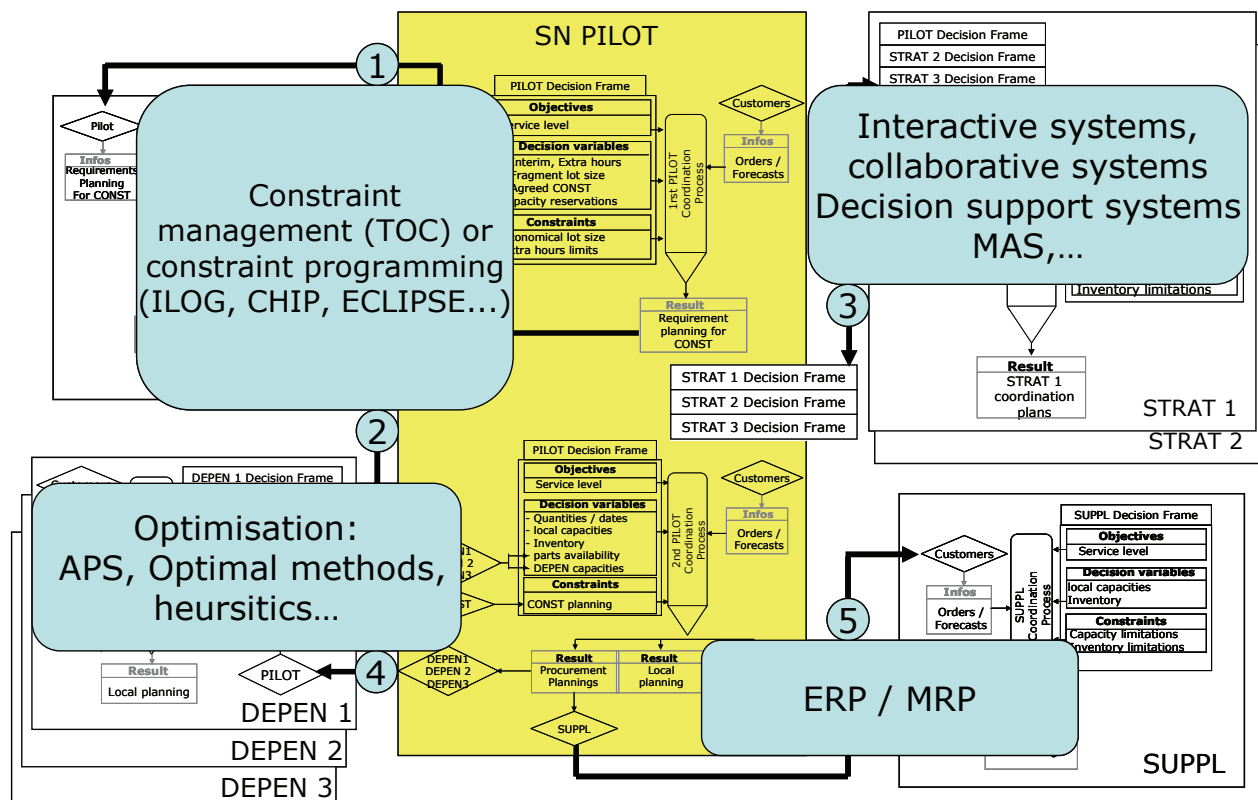 SN PILOT
1
Pilot
Infos
Requirements
Planning
For CONST
Constraint
management (TOC) or
constraint programming
(ILOG, CHIP, ECLIPSE...)
PILOT Decision Frame
Objectives
Service level
Decision variables
Interim, Extra hours
Fragment lot size
Agreed CONST
capacity reservations
Constraints
Economical lot size
Extra hours limits
1rst PILOT
Coordination
Process
Customers
Infos
Orders /
Forecasts
Result
Requirement
planning for
CONST
PILOT Decision Frame
STRAT 2 Decision Frame
STRAT 3 Decision Frame
Interactive systems,
collaborative systems
Decision support systems
MAS,...
3
Inventory limitations
Result
STRAT 1
coordination
plans
STRAT 1
STRAT 2
STRAT 1 Decision Frame
STRAT 2 Decision Frame
STRAT 3 Decision Frame
2
DEPEN 1 Decision Frame
Optimisation:
APS, Optimal methods,
heursitics...
Result
Local planning
PILOT
4
DEPEN 1
DEPEN 2
DEPEN 3
PILOT Decision Frame
Objectives
Service level
Decision variables
- Quantities / dates
- local capacities
- Inventory
parts availability
DEPEN capacities
Constraints
CONST planning
2nd PILOT
Coordination
Process
Customers
Infos
Orders /
Forecasts
DEPEN1
DEPEN 2
DEPEN3
Result
Procurement
Plannings
Result
Local
planning
SUPPL
ERP / MRP
5
Customers
Infos
Orders /
Forecasts
SUPPL
Coordination
Process
SUPPL Decision Frame
Objectives
Service level
Decision variables
local capacities
Inventory
Constraints
Capacity limitations
Inventory limitations
SUPPL